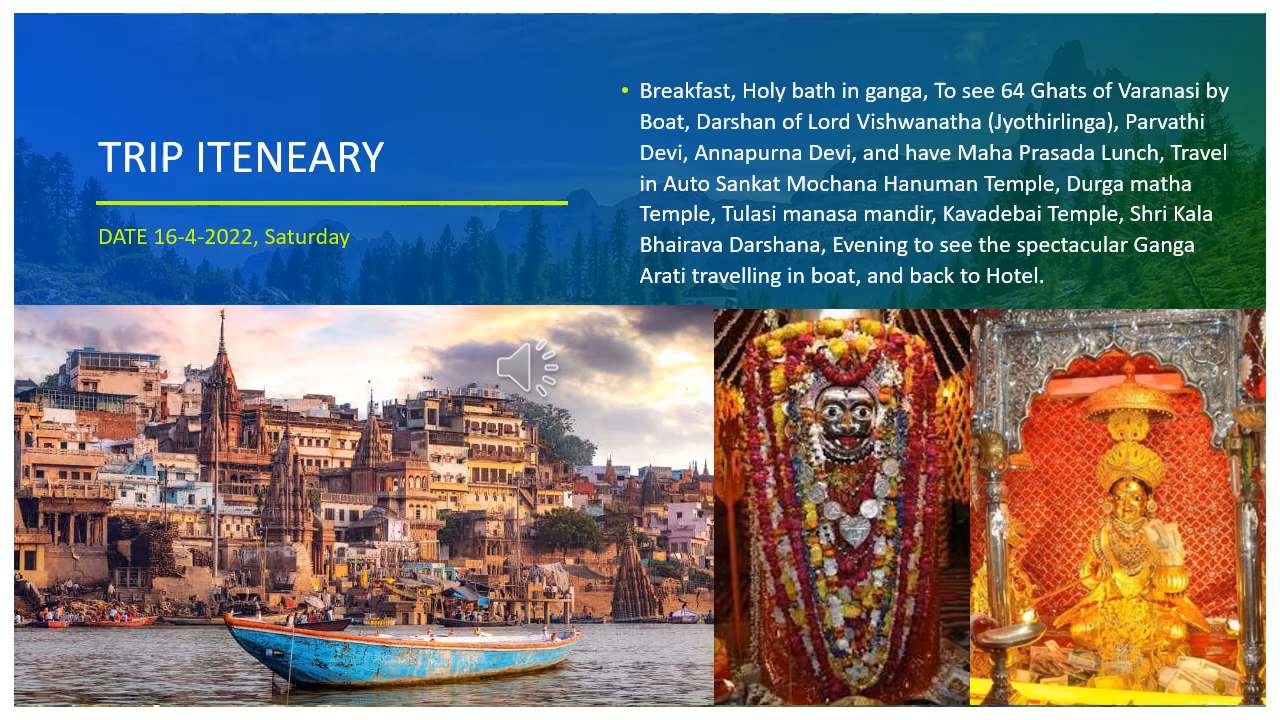 TRIP ITENEARY
DATE 16-4-2022, Saturday
• Breakfast, Holy bath in ganga, To see 64 Ghats of Varanasi by
Boat, Darshan of Lord Vishwanatha (Jyothirlinga), Parvathi
Devi, Annapurna Devi, and have Maha Prasada Lunch, Travel
in Auto Sankat Mochana Hanuman Temple, Durga matha
Temple, Tulasi manasa mandir, Kavadebai Temple, Shri Kala
Bhairava Darshana, Evening to see the spectacular Ganga
Arati travelling in boat, and back to Hotel.